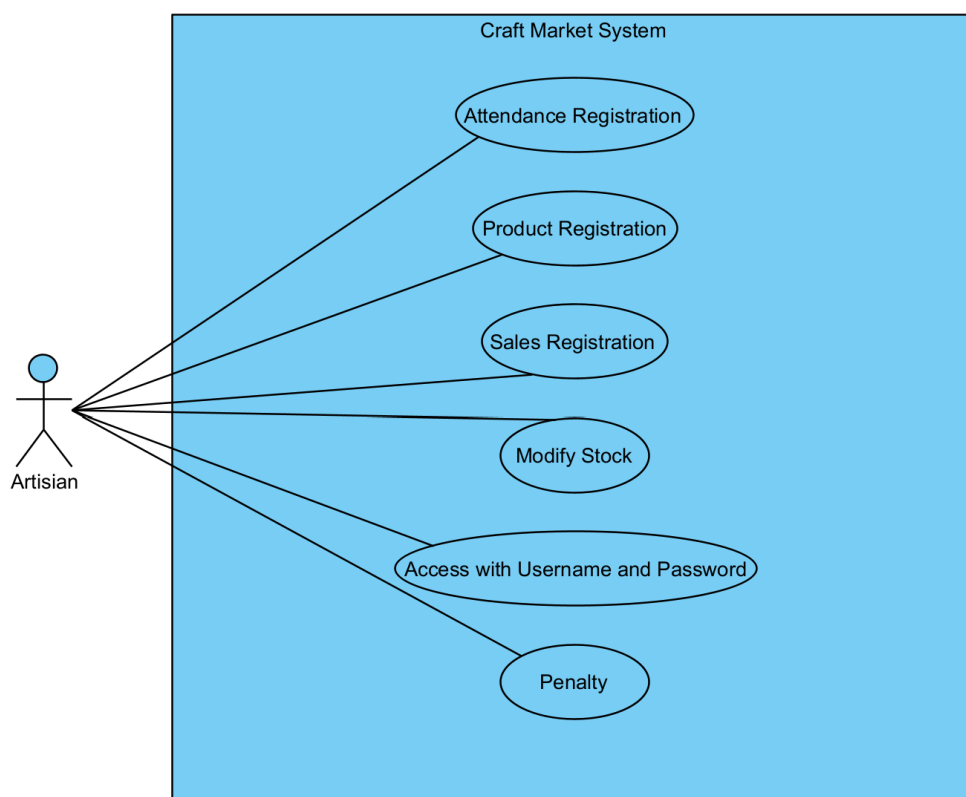 Craft Market System
Attendance Registration
Product Registration
Sales Registration
Modify Stock
Artisian
Access with Username and Password
Penalty